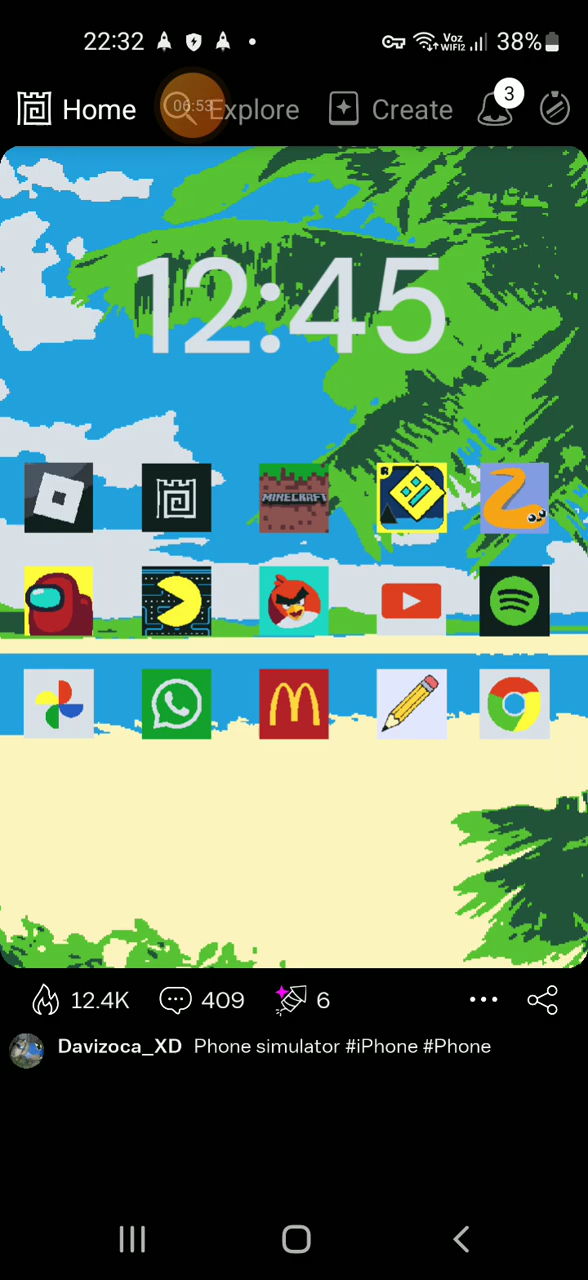 22:32 Voz WIFI2 38%
Home 06:53 Explore Create 3
12:45
MINECRAFT
R
12.4K 409 6
Davizoca_XD Phone simulator #iPhone #Phone